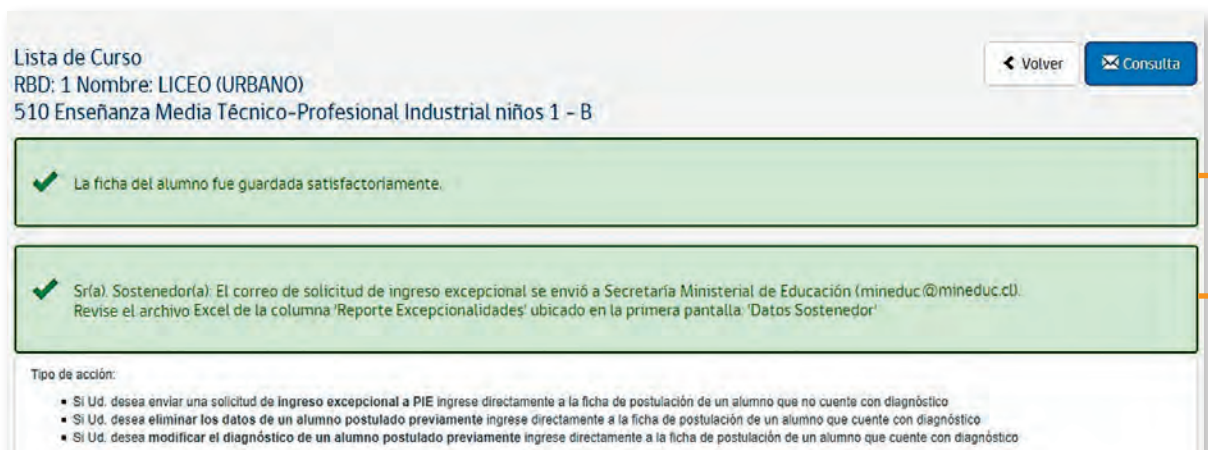 Lista de Curso
RBD: 1 Nombre: LICEO (URBANO)
510 Enseñanza Media Técnico-Profesional Industrial niños 1 - B
Volver
Consulta
La ficha del alumno fue guardada satisfactoriamente.
Sr(a). Sostenedor(a): El correo de solicitud de ingreso excepcional se envió a Secretaría Ministerial de Educación (mineduc@mineduc.cl).
Revise el archivo Excel de la columna 'Reporte Excepcionalidades' ubicado en la primera pantalla: 'Datos Sostenedor'
Tipo de acción:
▪ Si Ud. desea enviar una solicitud de ingreso excepcional a PIE ingrese directamente a la ficha de postulación de un alumno que no cuente con diagnóstico
▪ Si Ud. desea eliminar los datos de un alumno postulado previamente ingrese directamente a la ficha de postulación de un alumno que cuente con diagnóstico
▪ Si Ud. desea modificar el diagnóstico de un alumno postulado previamente ingrese directamente a la ficha de postulación de un alumno que cuente con diagnóstico